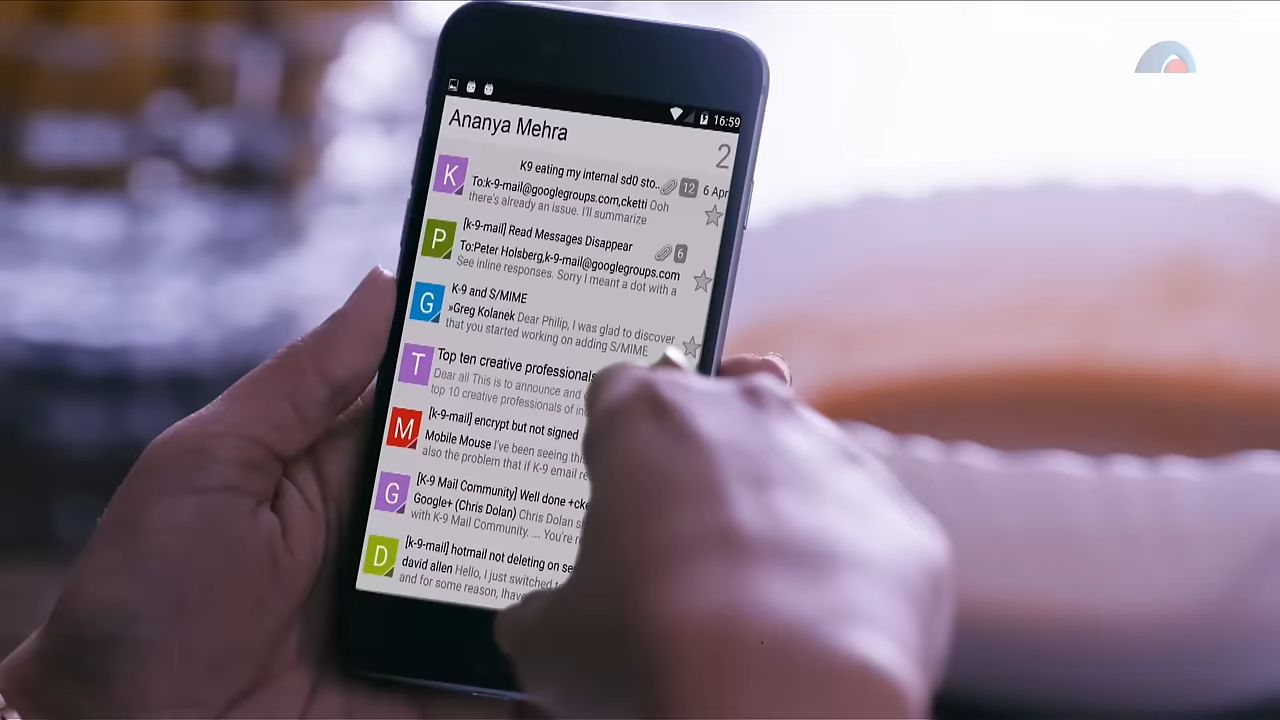 16:59
Ananya Mehra
2
K
K9 eating my internal sd0 sto..
12
6 Apr
To:k-9-mail@googlegroups.com,cketti Ooh
there's already an issue. I'll summarize
P
[k-9-mail] Read Messages Disappear
6
To:Peter Holsberg,k-9-mail@googlegroups.com
See inline responses. Sorry I meant a dot with a
G
K-9 and S/MIME
»Greg Kolanek Dear Philip, I was glad to discover
that you started working on adding S/MIME
T
Top ten creative professionals
Dear all This is to announce and
top 10 creative professionals of
M
[k-9-mail] encrypt but not signed
Mobile Mouse I've been seeing
also the problem that if K-9 email
G
[K-9 Mail Community] Well done
Google+ (Chris Dolan) Chris Dolan
with K-9 Mail Community. ... You're
D
[k-9-mail] hotmail not deleting on
david allen Hello, I just switched
and for some reason, Ihave